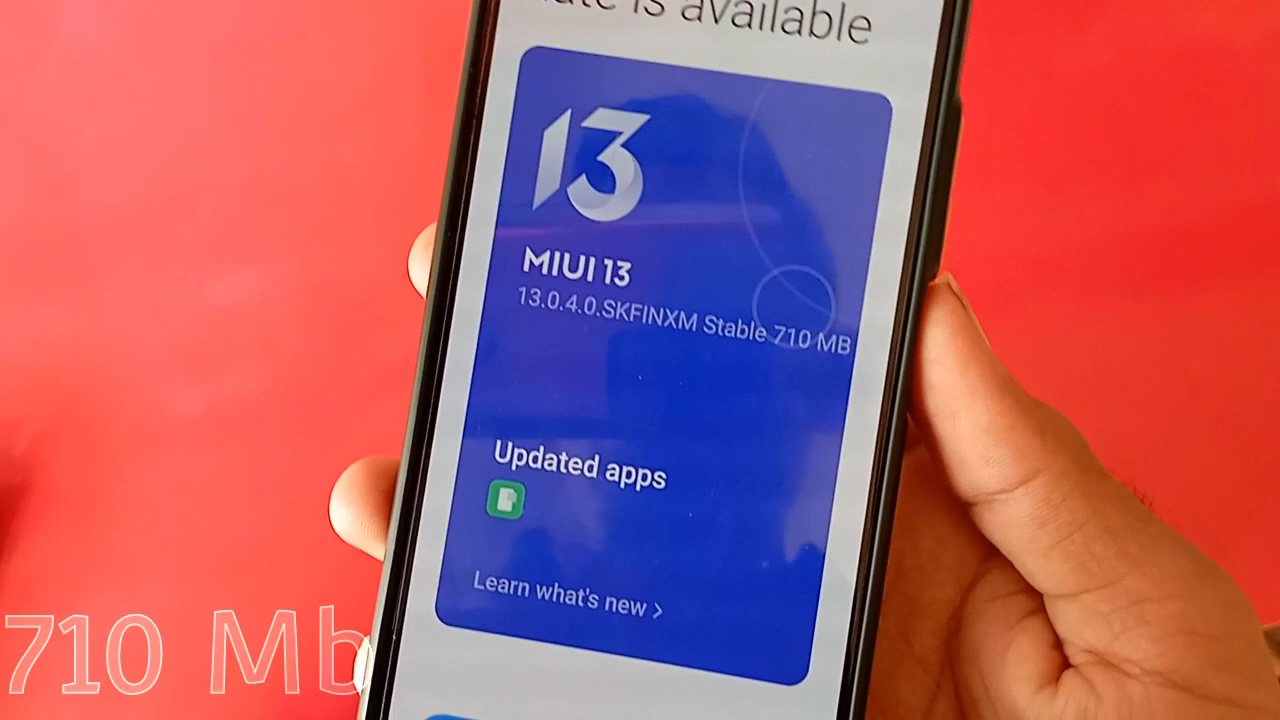 is available
13
MIUI 13
13.0.4.0.SKFINXM Stable 710 MB
Updated apps
Learn what's new >
710 Mb